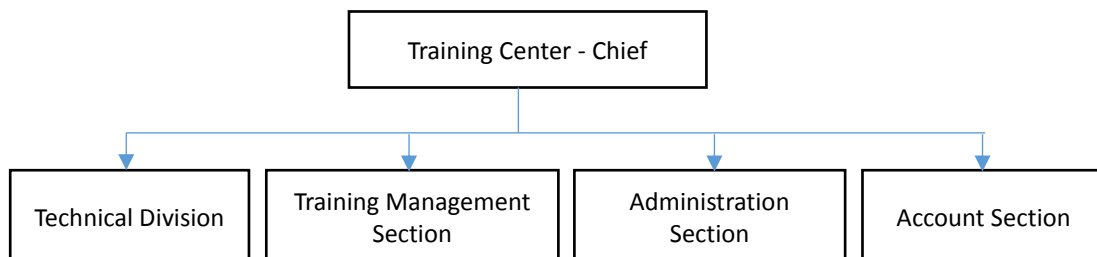 Training Center - Chief
Technical Division
Training Management
Section
Administration
Section
Account Section